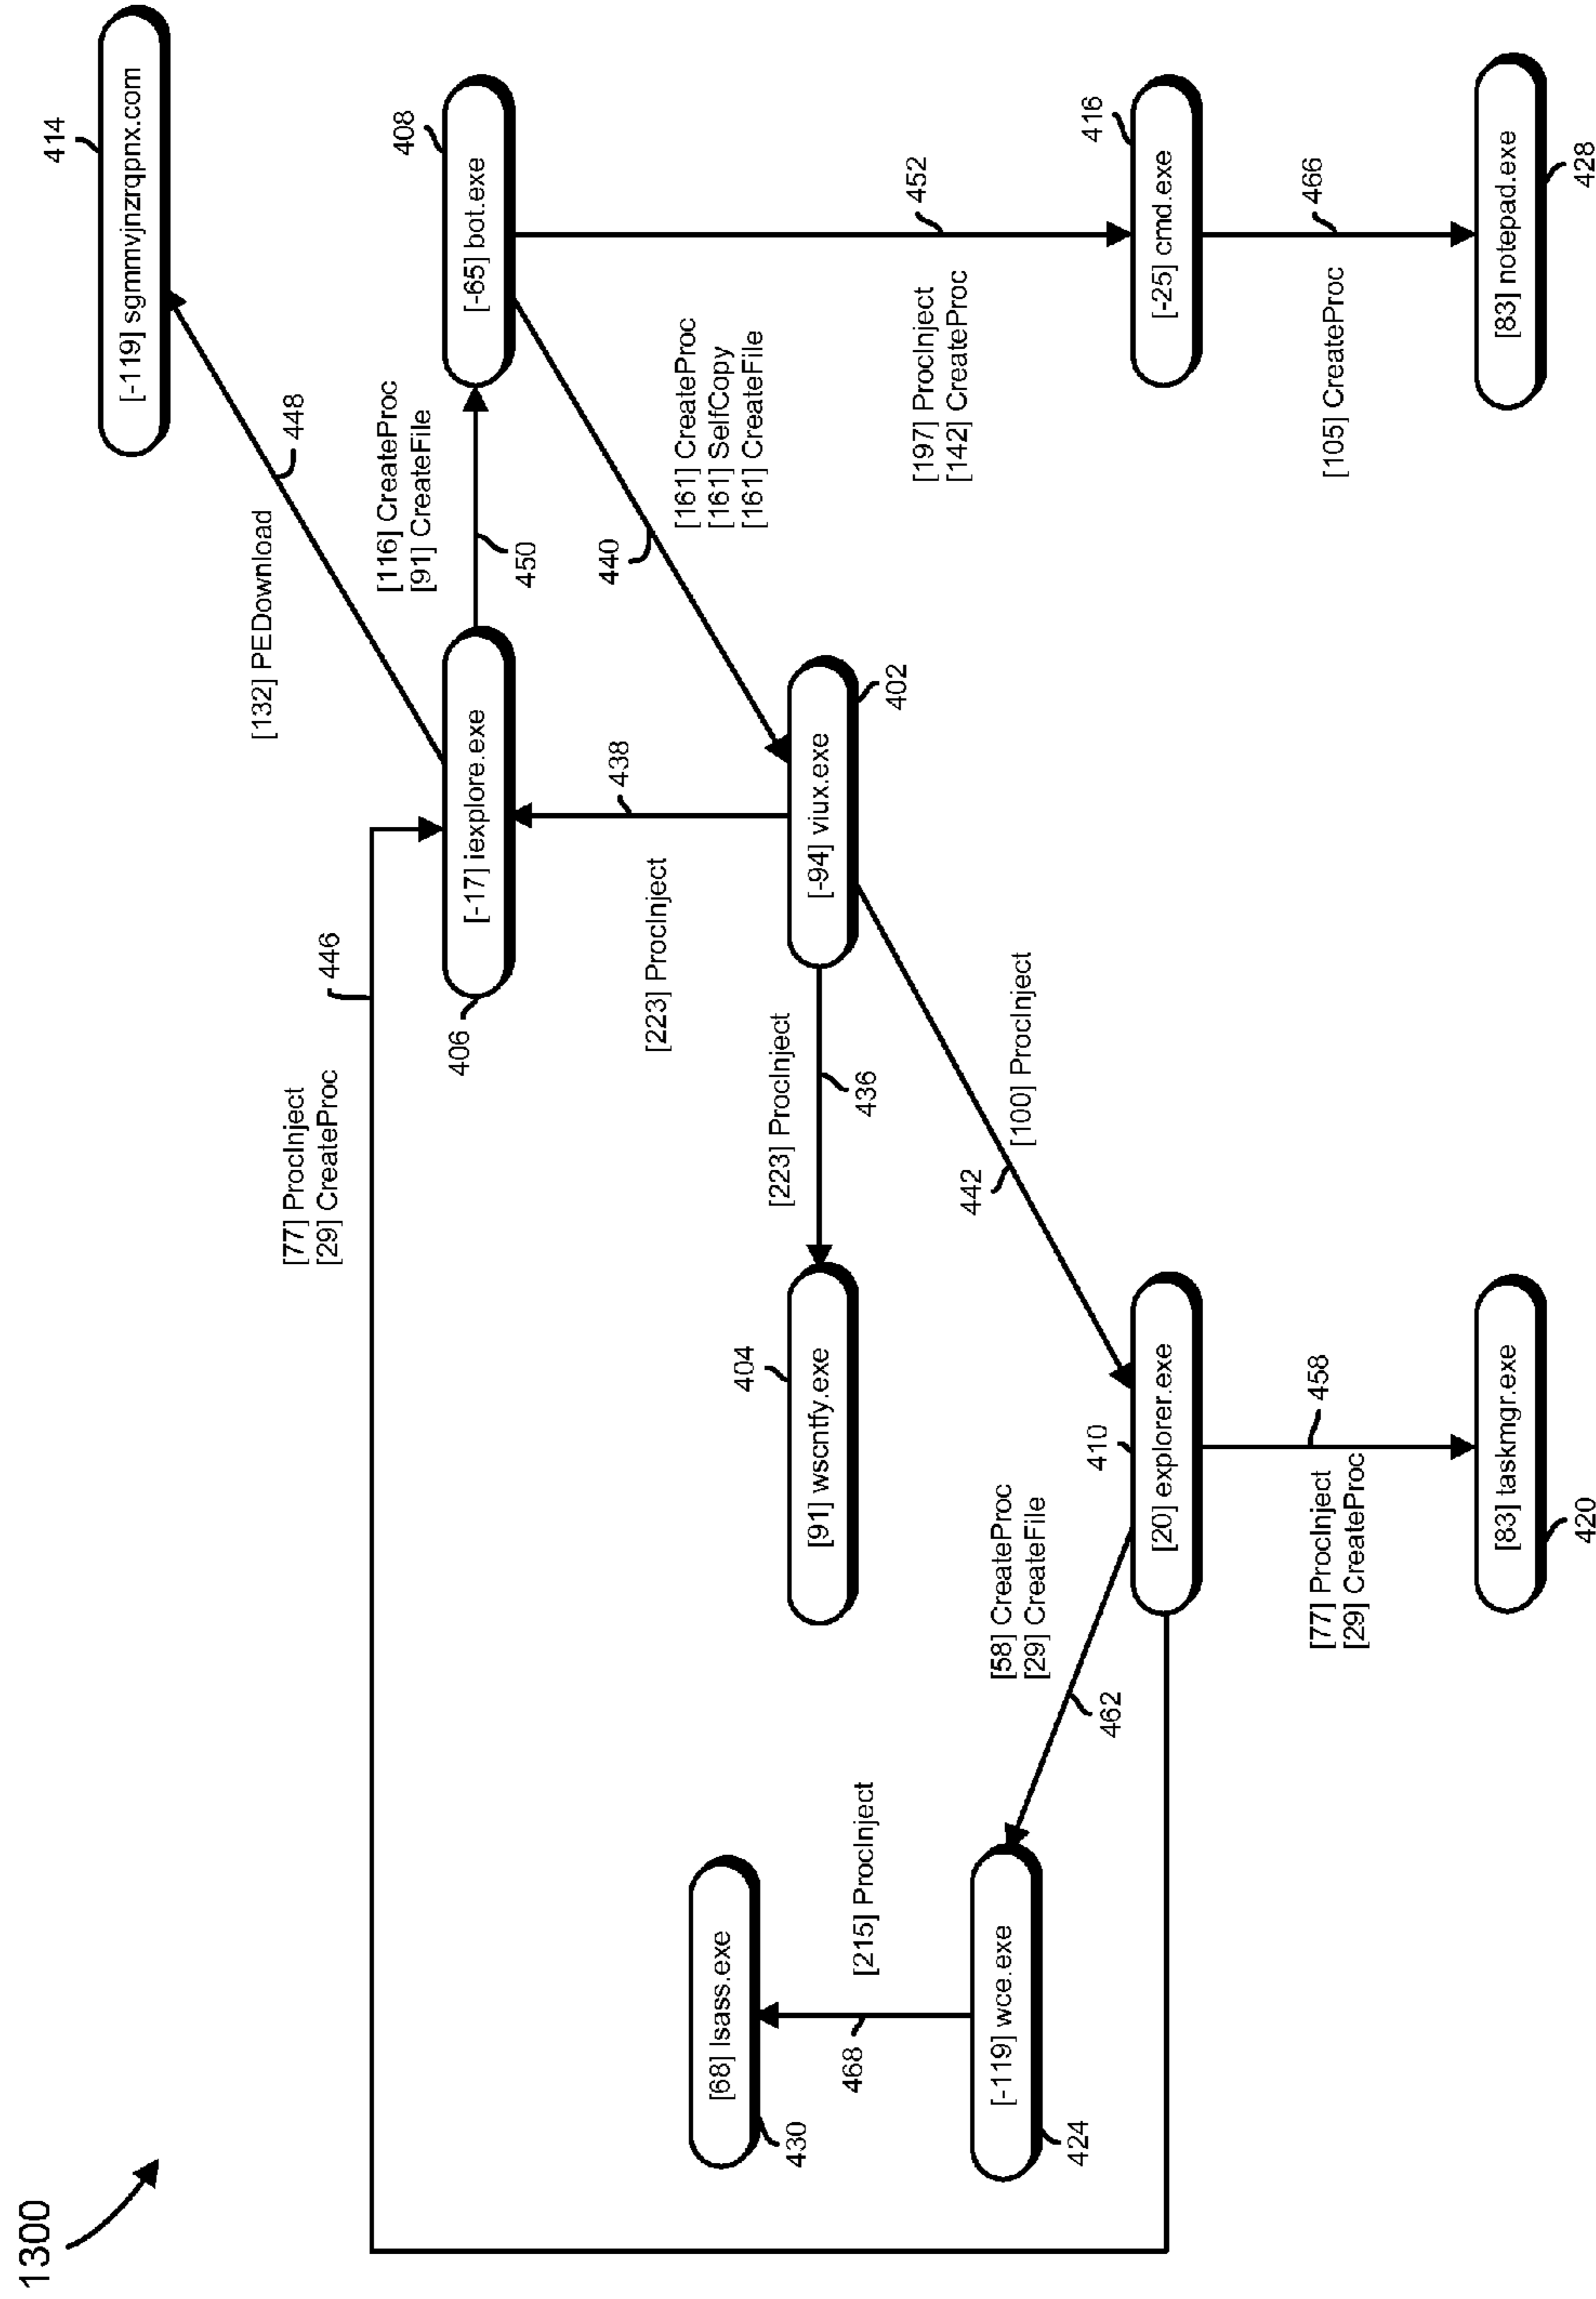 1300
414
[-119] sgmmvjnzrqpnx.com
[132] PEDownload
448
[77] ProcInject
[29] CreateProc
446
[116] CreateProc
[91] CreateFile
408
406
[-17] iexplore.exe
[-65] bot.exe
450
440
438
[223] ProcInject
[161] CreateProc
[161] SelfCopy
[161] CreateFile
[68] lsass.exe
404
[223] ProcInject
430
[91] wscntfy.exe
[-94] viux.exe
468
[215] ProcInject
436
402
[197] ProcInject
[142] CreateProc
452
442
[-119] wce.exe
[58] CreateProc
[29] CreateFile
[100] ProcInject
424
410
416
462
[20] explorer.exe
[-25] cmd.exe
[77] ProcInject
[29] CreateProc
458
[105] CreateProc
466
[83] taskmgr.exe
[83] notepad.exe
420
428